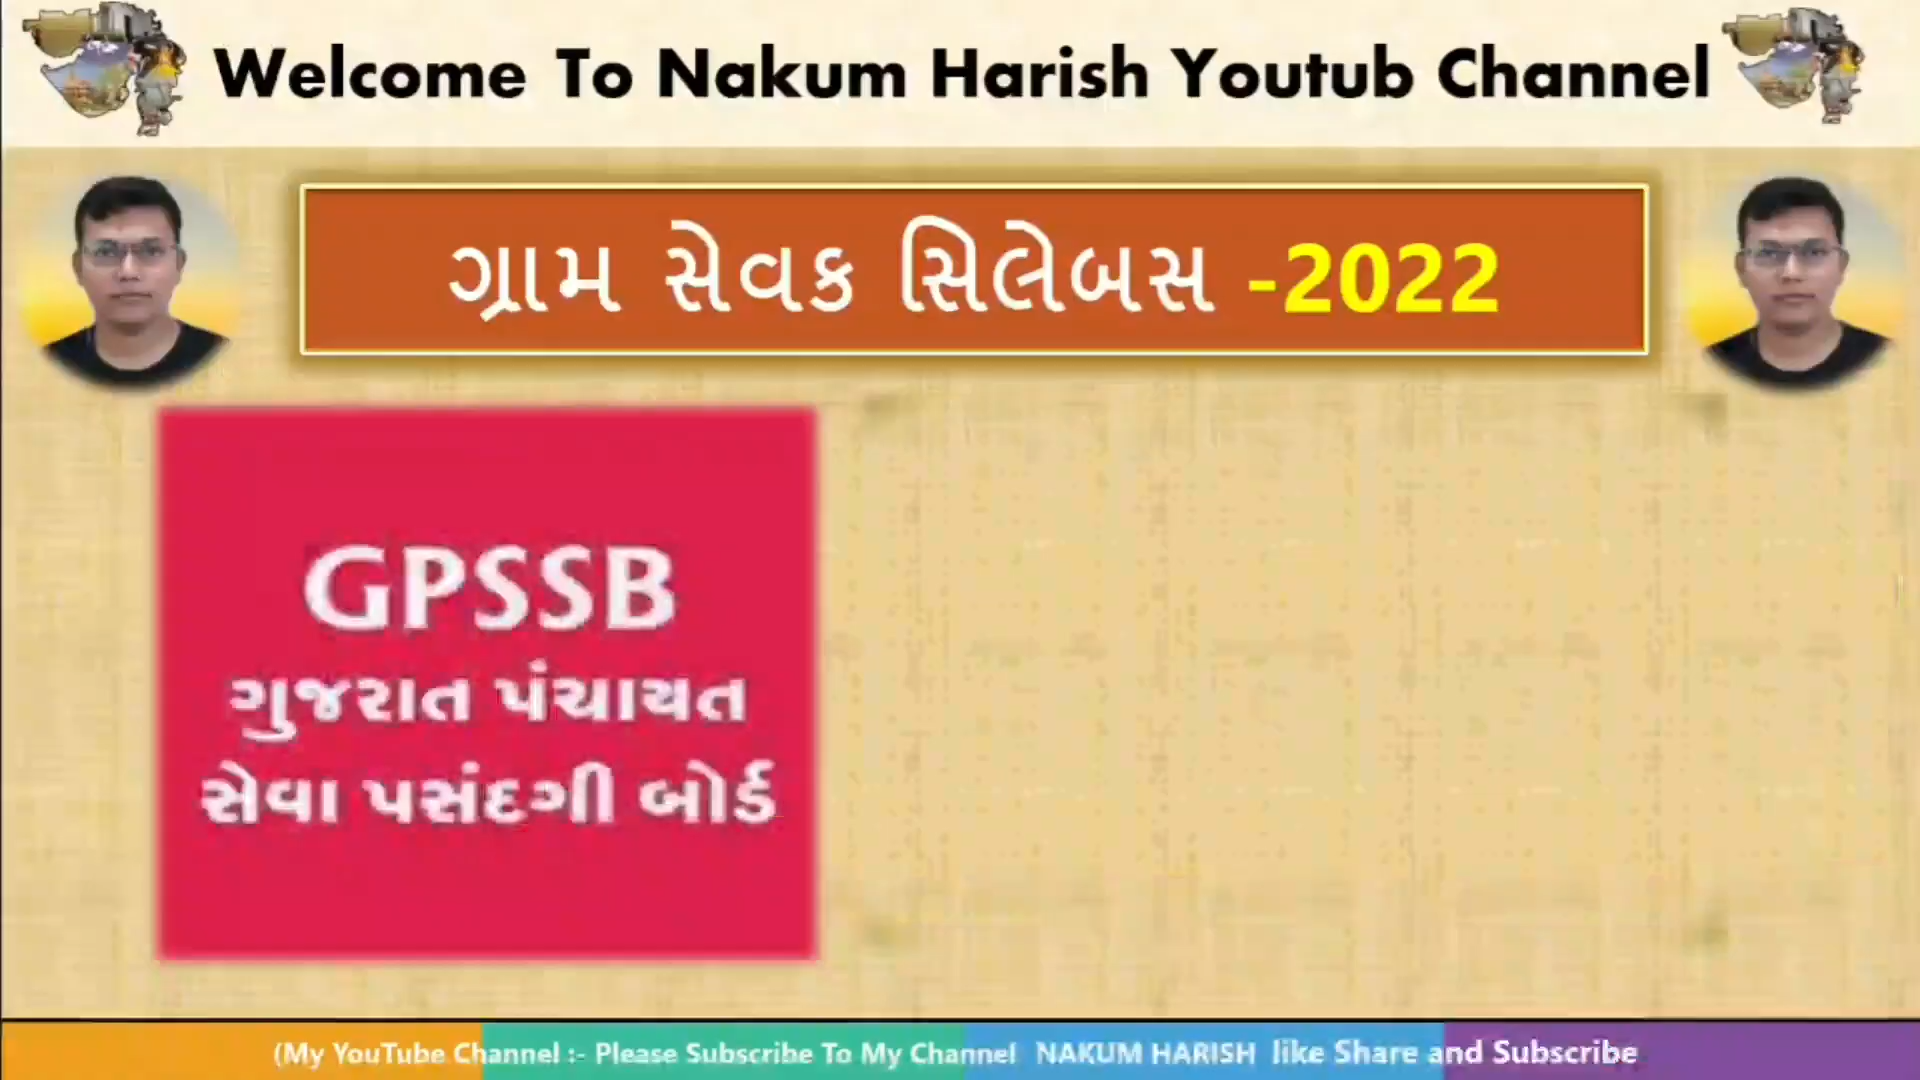 Welcome To Nakum Harish Youtub Channel
ગ્રામ સેવક સિલેબસ -2022
GPSSB
ગુજરાત પંચાયત
સેવા પસંદગી બોર્ડ
(My YouTube Channel :- Please Subscribe To My Channel NAKUM HARISH like Share and Subscribe